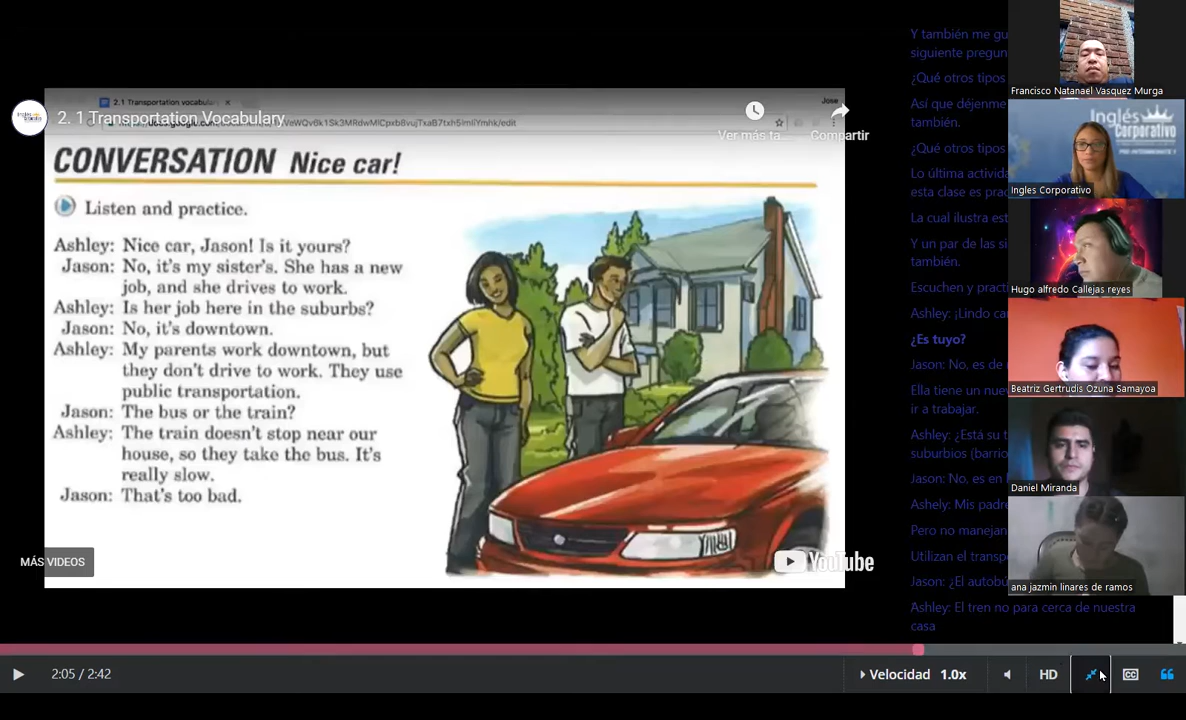 2.1 Transportation vocabula
Jose
2. 1 Transportation Vocabulary
Ver más ta...
Compartir
CONVERSATION Nice car!
Listen and practice.
Ashley: Nice car, Jason! Is it yours?
Jason: No, it's my sister's. She has a new
job, and she drives to work.
Ashley: Is her job here in the suburbs?
Jason: No, it's downtown.
Ashley: My parents work downtown, but
they don't drive to work. They use
public transportation.
Jason: The bus or the train?
Ashley: The train doesn't stop near our
house, so they take the bus. It's
really slow.
Jason: That's too bad.
MÁS VIDEOS
YouTube
Y también me gu
siguiente pregun
¿Qué otros tipos
Así que déjenme
también.
¿Qué otros tipos
Lo última activida
esta clase es prac
La cual ilustra est
Y un par de las si
también.
Escuchen y practi
Ashley: ¡Lindo ca
¿Es tuyo?
Jason: No, es de
Ella tiene un nuev
ir a trabajar.
Ashley: ¿Está su t
suburbios (barrio
Jason: No, es en
Ashely: Mis padre
Pero no manejan
Utilizan el transp
Jason: ¿El autobú
Ashley: El tren no para cerca de nuestra
casa
Francisco Natanael Vasquez Murga
Inglés
Corporativo
PRE-INTERMEDIATE 1
Ingles Corporativo
Hugo alfredo Callejas reyes
Beatriz Gertrudis Ozuna Samayoa
Daniel Miranda
ana jazmin linares de ramos
2:05 / 2:42
Velocidad 1.0x
HD
CC